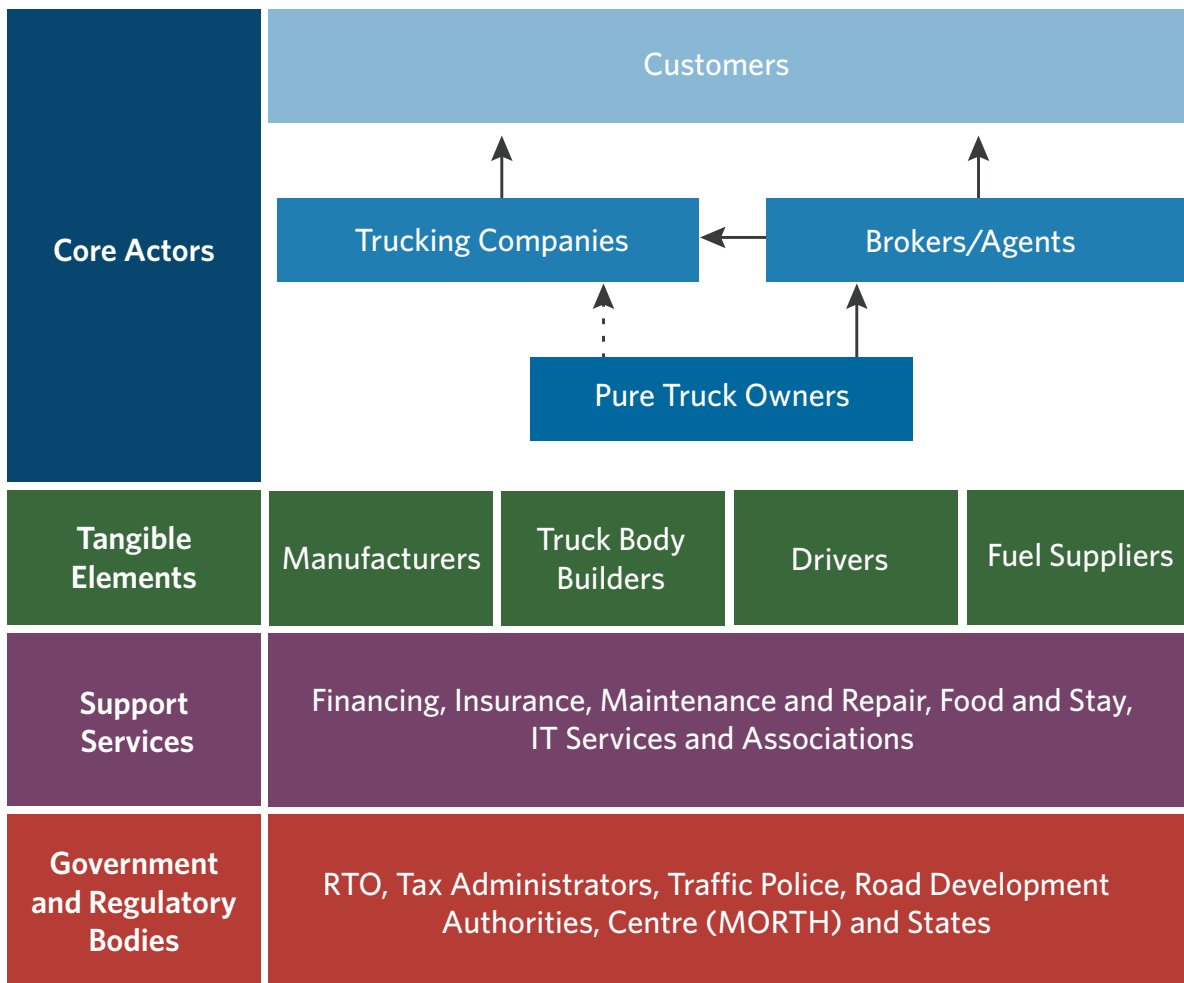 Core Actors
Customers
Trucking Companies
Brokers/Agents
Pure Truck Owners
Tangible
Elements
Manufacturers
Truck Body
Builders
Drivers
Fuel Suppliers
Support
Services
Financing, Insurance, Maintenance and Repair, Food and Stay,
IT Services and Associations
Government
and Regulatory
Bodies
RTO, Tax Administrators, Traffic Police, Road Development
Authorities, Centre (MORTH) and States